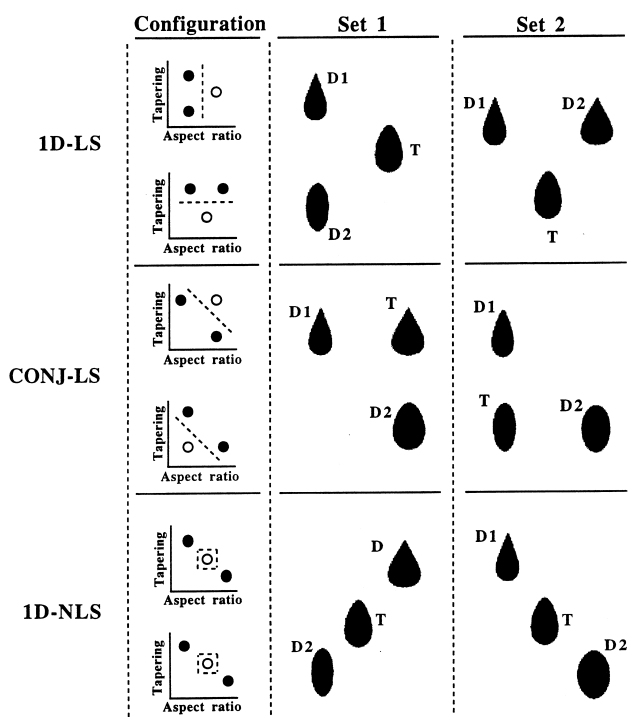 Configuration Set 1 Set 2
1D-LS
Tapering
Aspect ratio
Tapering
Aspect ratio
D1
T
D2
D1 D2
T
CONJ-LS
Tapering
Aspect ratio
Tapering
Aspect ratio
D1 T
D2
D1
T D2
1D-NLS
Tapering
Aspect ratio
Tapering
Aspect ratio
D
T
D2
D1
T
D2